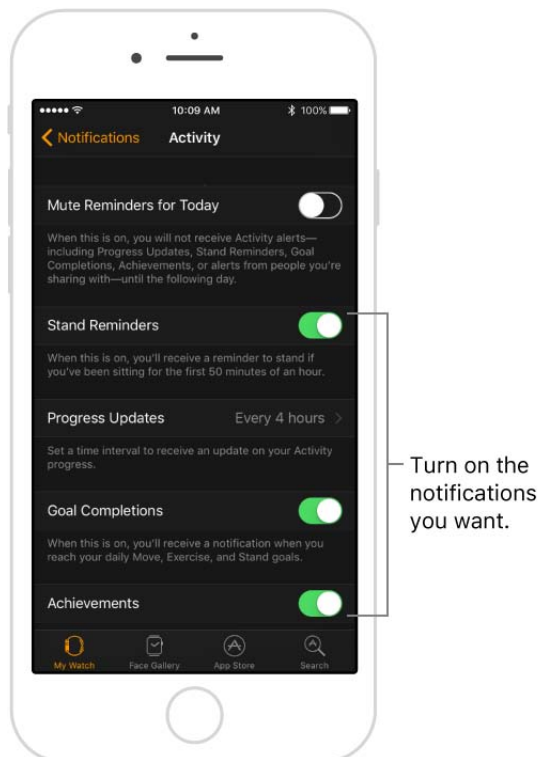 10:09 AM 100%
Notifications Activity
Mute Reminders for Today
When this is on, you will not receive Activity alerts—
including Progress Updates, Stand Reminders, Goal
Completions, Achievements, or alerts from people you're
sharing with—until the following day.
Stand Reminders
When this is on, you'll receive a reminder to stand if
you've been sitting for the first 50 minutes of an hour.
Progress Updates Every 4 hours
Set a time interval to receive an update on your Activity
progress.
Goal Completions
When this is on, you'll receive a notification when you
reach your daily Move, Exercise, and Stand goals.
Achievements
My Watch Face Gallery App Store Search
Turn on the
notifications
you want.